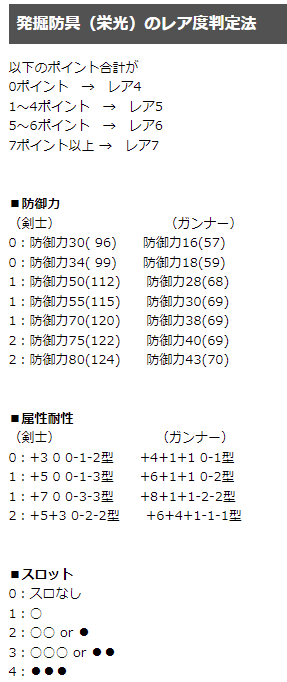 発掘防具（栄光）のレア度判定法
以下のポイント合計が
0ポイント　→　レア4
1～4ポイント　→　レア5
5～6ポイント　→　レア6
7ポイント以上 →　レア7
■防御力
（剣士）　（ガンナー）
0：防御力30( 96)　防御力16(57)
0：防御力34( 99)　防御力18(59)
1：防御力50(112)　防御力28(68)
1：防御力55(115)　防御力30(69)
1：防御力70(120)　防御力38(69)
2：防御力75(122)　防御力40(69)
2：防御力80(124)　防御力43(70)
■属性耐性
（剣士）　（ガンナー）
0：+3 0 0-1-2型　+4+1+1 0-1型
1：+5 0 0-1-3型　+6+1+1 0-2型
1：+7 0 0-3-3型　+8+1+1-2-2型
2：+5+3 0-2-2型　+6+4+1-1-1型
■スロット
0：スロなし
1：○
2：○○ or ●
3：○○○ or ●●
4：●●●